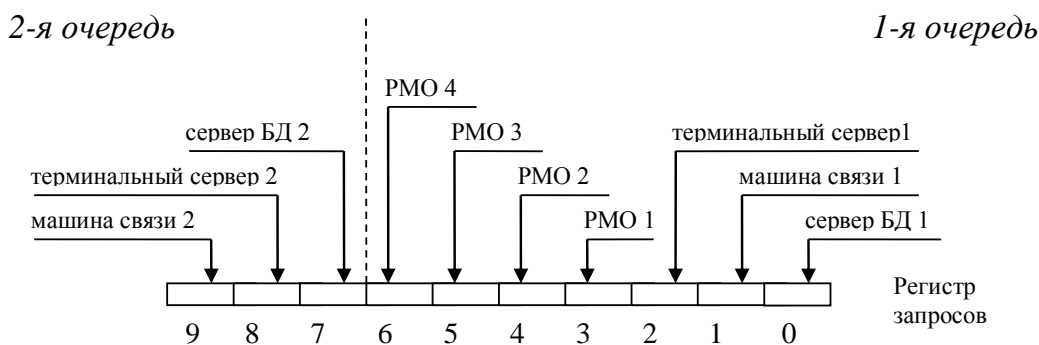 2-я очередь 1-я очередь
РМО 4
сервер БД 2 РМО 3 терминальный сервер1
терминальный сервер 2 РМО 2 машина связи 1
машина связи 2 РМО 1 сервер БД 1
Регистр
запросов
9 8 7 6 5 4 3 2 1 0